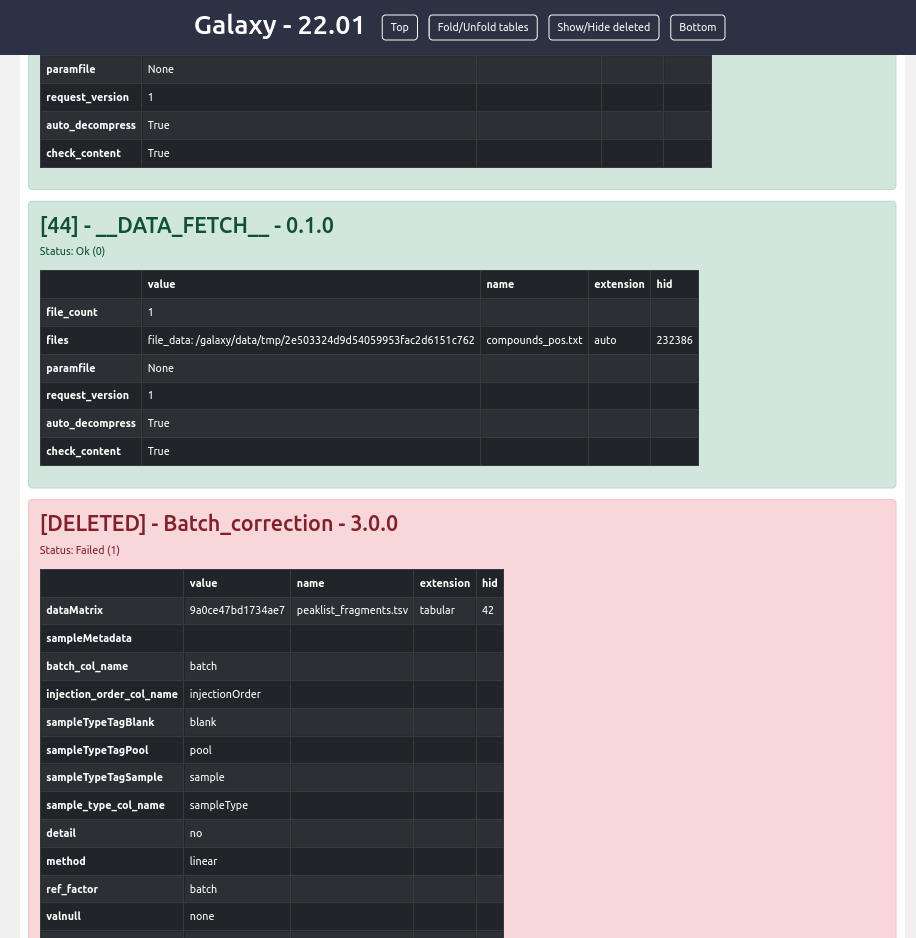 Galaxy - 22.01 Top Fold/Unfold tables Show/Hide deleted Bottom
paramfile None
request_version 1
auto_decompress True
check_content True
[44] - __DATA_FETCH__ - 0.1.0
Status: Ok (0)
value name extension hid
file_count 1
files file_data: /galaxy/data/tmp/2e503324d9d54059953fac2d6151c762 compounds_pos.txt auto 232386
paramfile None
request_version 1
auto_decompress True
check_content True
[DELETED] - Batch_correction - 3.0.0
Status: Failed (1)
value name extension hid
dataMatrix 9a0ce47bd1734ae7 peaklist_fragments.tsv tabular 42
sampleMetadata
batch_col_name batch
injection_order_col_name injectionOrder
sampleTypeTagBlank blank
sampleTypeTagPool pool
sampleTypeTagSample sample
sample_type_col_name sampleType
detail no
method linear
ref_factor batch
valnull none